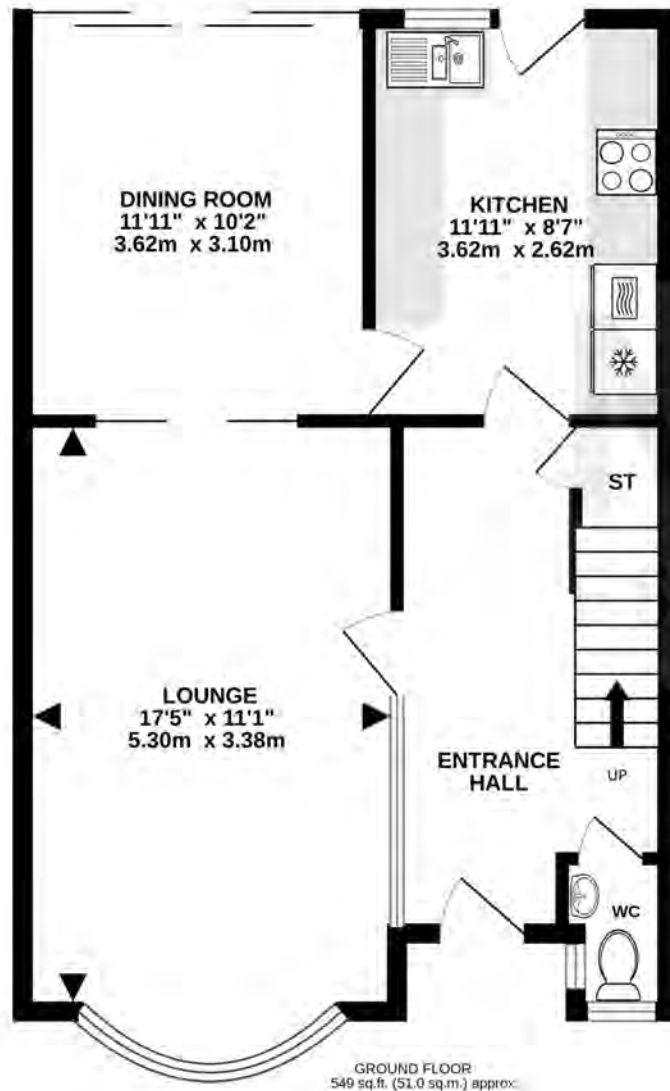 DINING ROOM
11'11" x 10'2"
3.62m x 3.10m
KITCHEN
11'11" x 8'7"
3.62m x 2.62m
ST
LOUNGE
17'5" x 11'1"
5.30m x 3.38m
ENTRANCE
HALL
UP
WC
GROUND FLOOR
549 sq.ft. (51.0 sq.m.) approx.